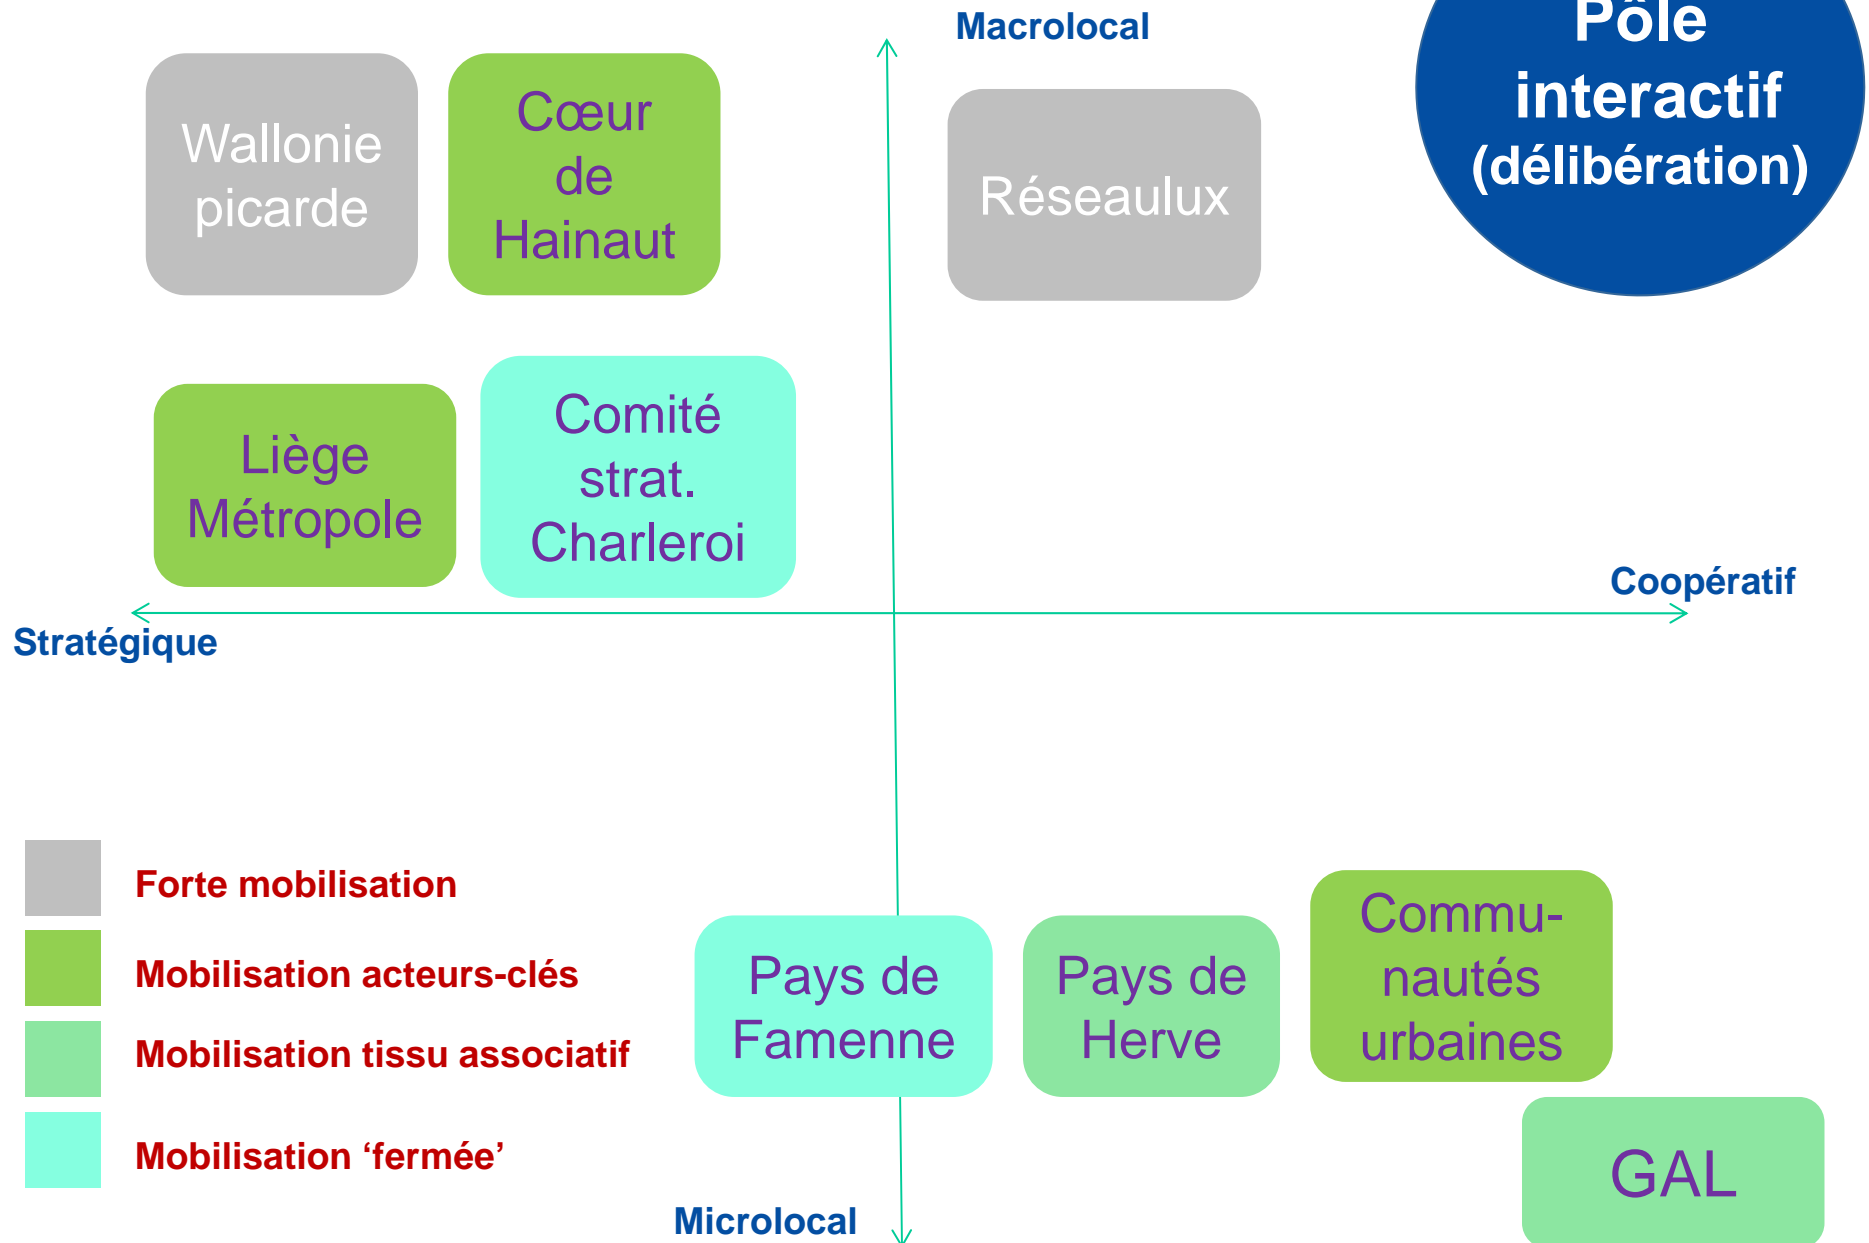 Macrolocal
Pôle
interactif
(délibération)
Wallonie
picarde
Cœur
de
Hainaut
Réseaulux
Liège
Métropole
Comité
strat.
Charleroi
Coopératif
Stratégique
Forte mobilisation
Mobilisation acteurs-clés
Mobilisation tissu associatif
Mobilisation ‘fermée’
Pays de
Famenne
Pays de
Herve
Commu-
nautés
urbaines
GAL
Microlocal